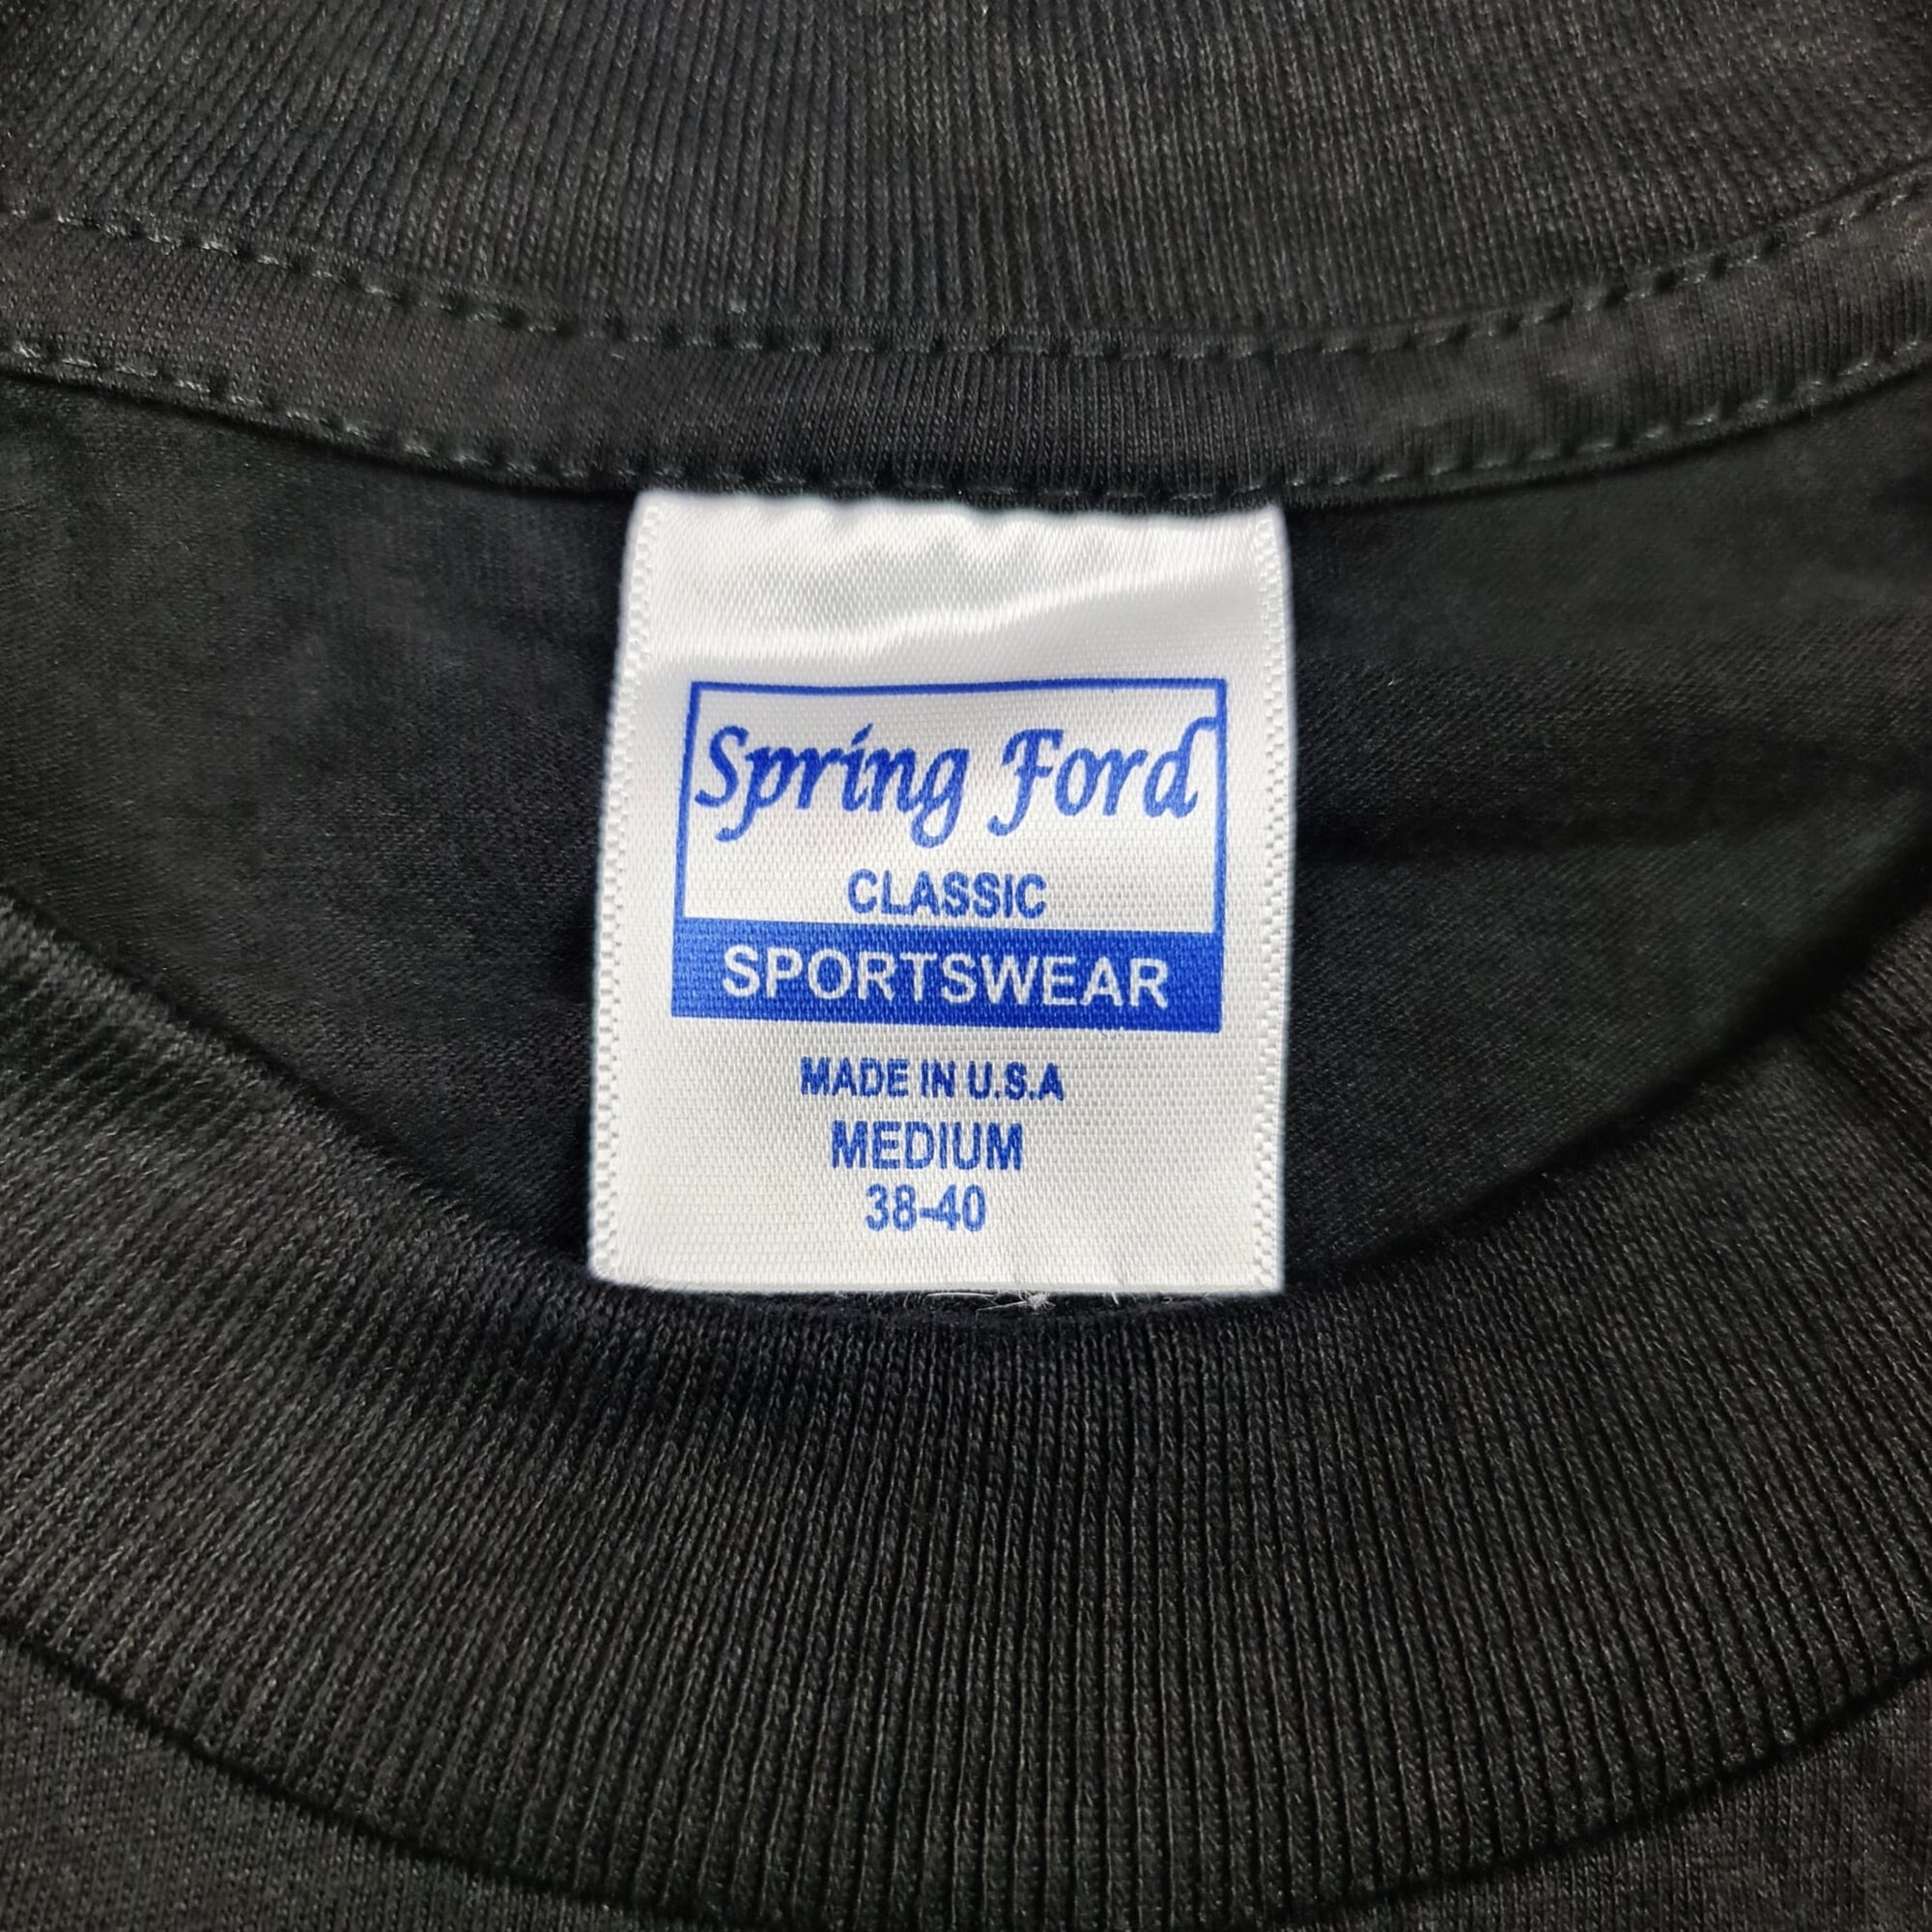 Spring Ford
CLASSIC
SPORTSWEAR
MADE IN U.S.A
MEDIUM
38-40